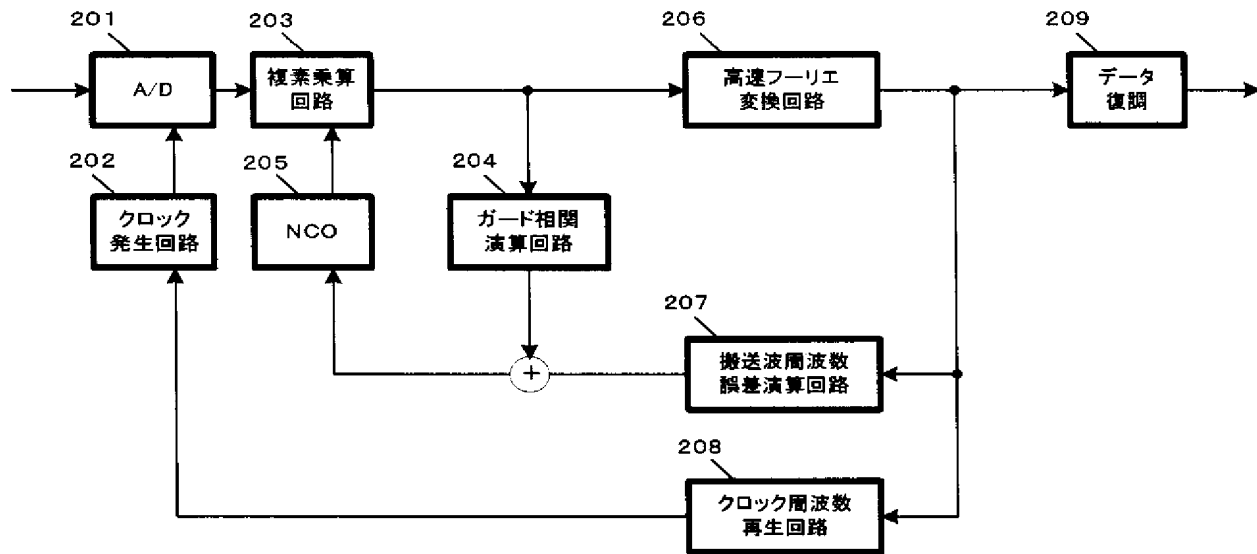 201
A/D
203
複素乗算
回路
206
高速フーリエ
変換回路
209
データ
復調
202
クロック
発生回路
205
NCO
204
ガード相関
演算回路
+
207
搬送波周波数
誤差演算回路
208
クロック周波数
再生回路